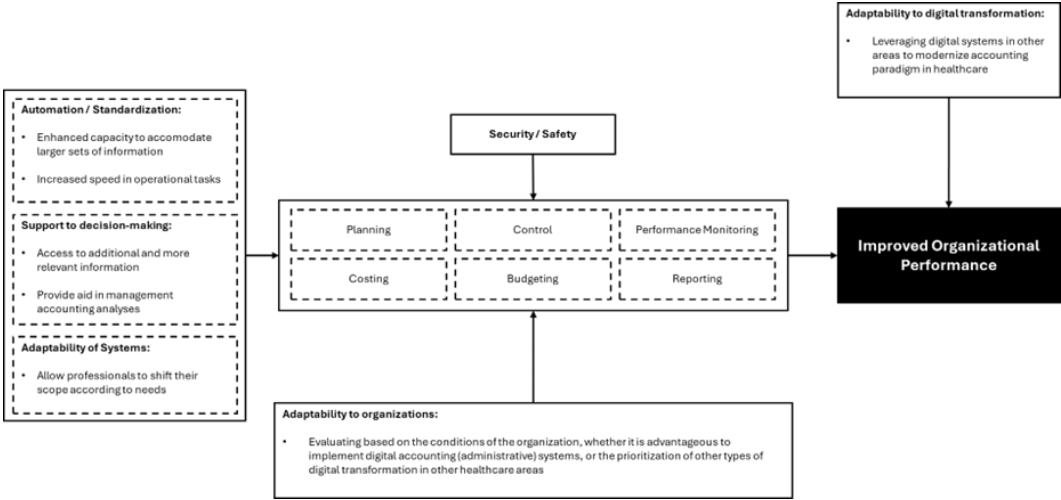 Adaptability to digital transformation:
• Leveraging digital systems in other
areas to modernize accounting
paradigm in healthcare
Automation / Standardization:
• Enhanced capacity to accomodate
larger sets of information
• Increased speed in operational tasks
Support to decision-making:
• Access to additional and more
relevant information
• Provide aid in management
accounting analyses
Adaptability of Systems:
• Allow professionals to shift their
scope according to needs
Security / Safety
Planning
Control
Performance Monitoring
Costing
Budgeting
Reporting
Improved Organizational
Performance
Adaptability to organizations:
• Evaluating based on the conditions of the organization, whether it is advantageous to
implement digital accounting (administrative) systems, or the prioritization of other types of
digital transformation in other healthcare areas